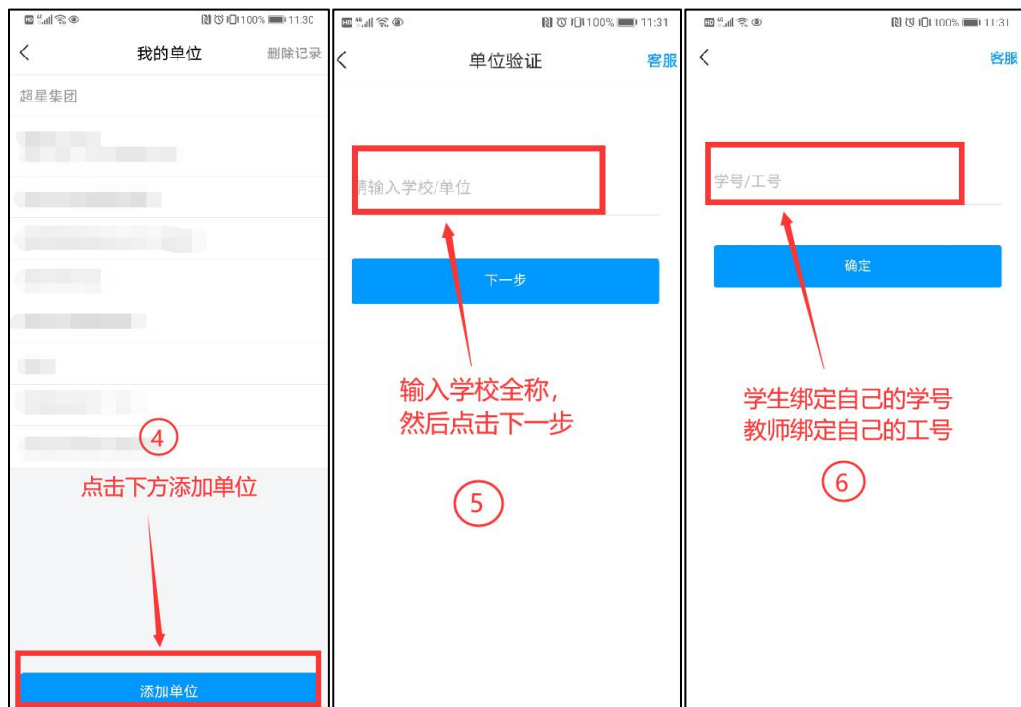 100% 11:30
我的单位
删除记录
超星集团
④
点击下方添加单位
添加单位
100% 11:31
单位验证
客服
请输入学校/单位
下一步
输入学校全称,
然后点击下一步
⑤
100% 11:31
客服
学号/工号
确定
学生绑定自己的学号
教师绑定自己的工号
⑥